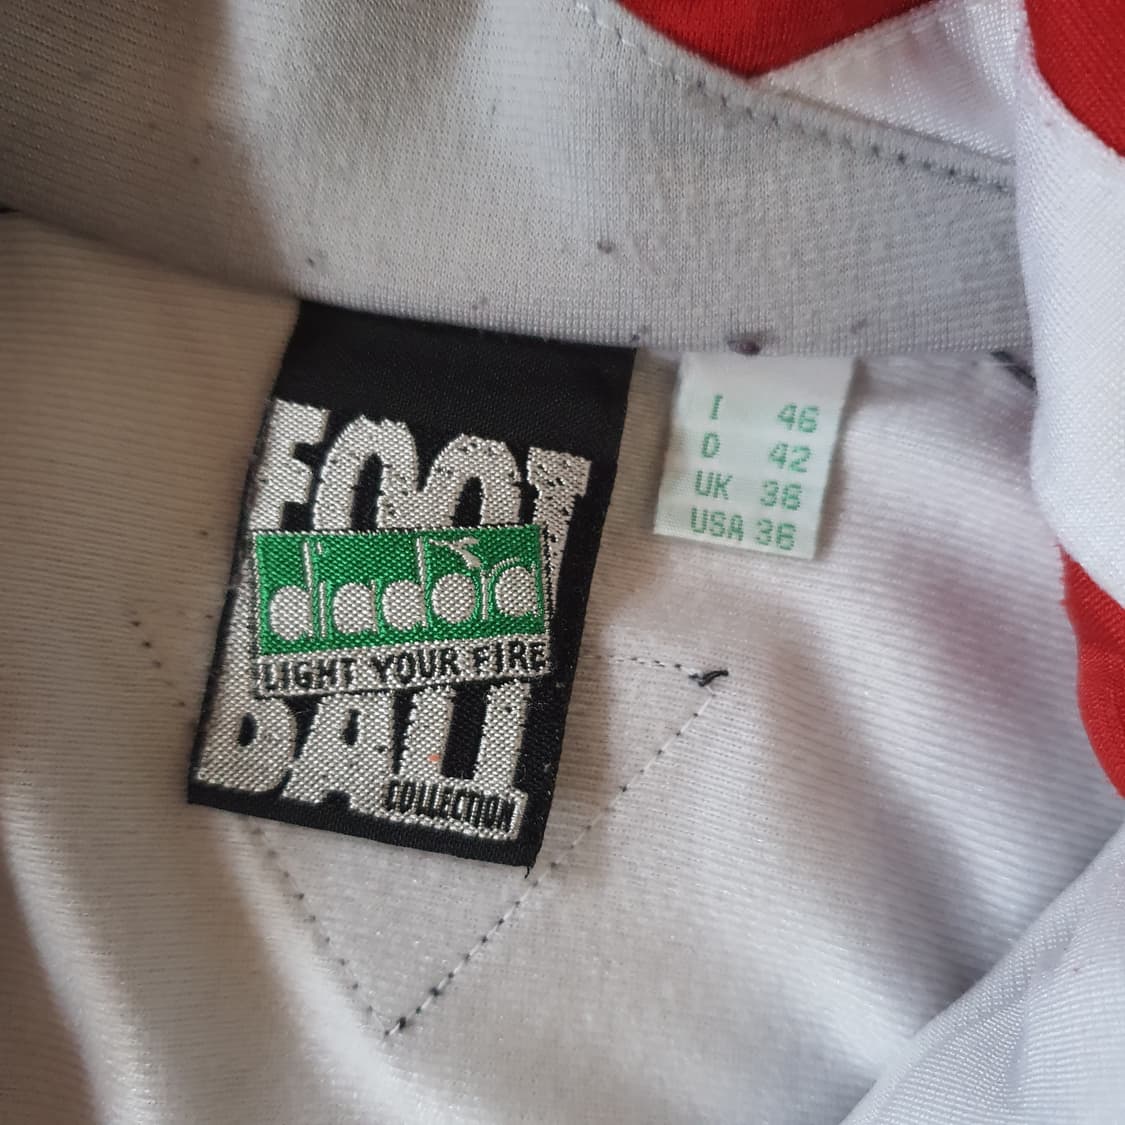 FOOT
diadora
LIGHT YOUR FIRE
BALL
COLLECTION
I 46
D 42
UK 36
USA 36